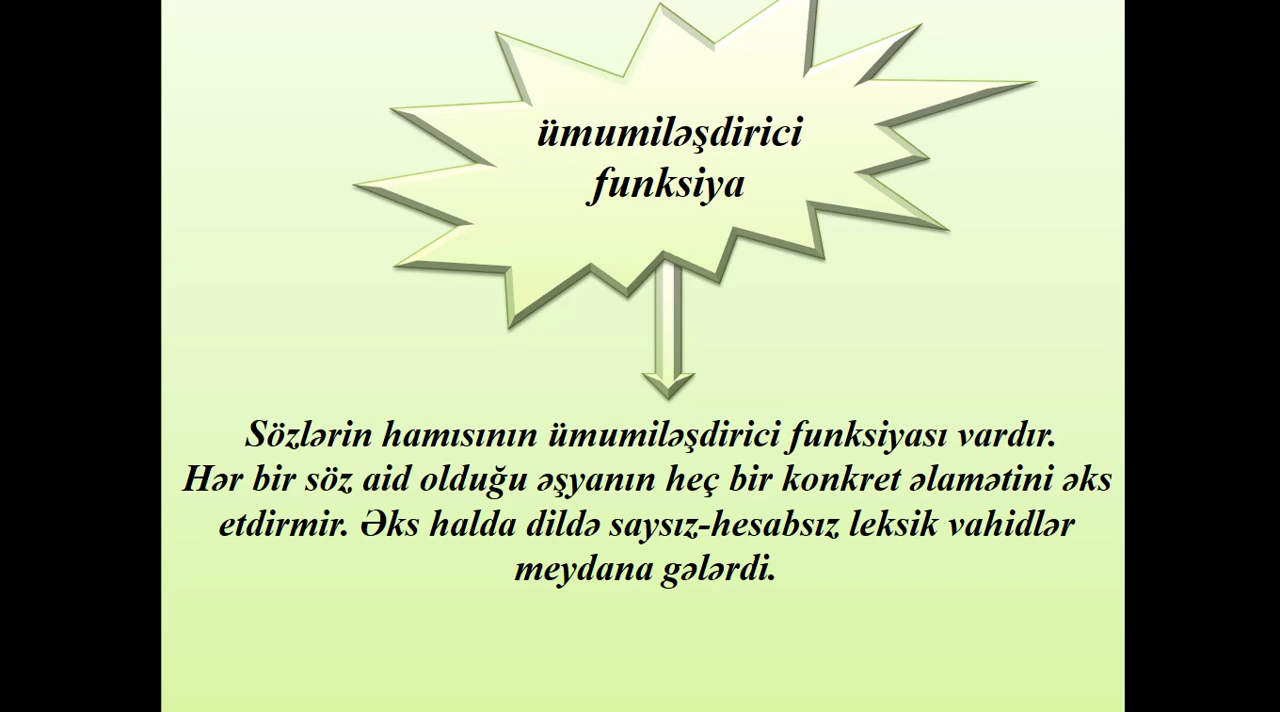 ümumiləşdirici
funksiya
Sözlərin hamısının ümumiləşdirici funksiyası vardır.
Hər bir söz aid olduğu əşyanın heç bir konkret əlamətini əks
etdirmir. Əks halda dildə saysız-hesabsız leksik vahidlər
meydana gələrdi.